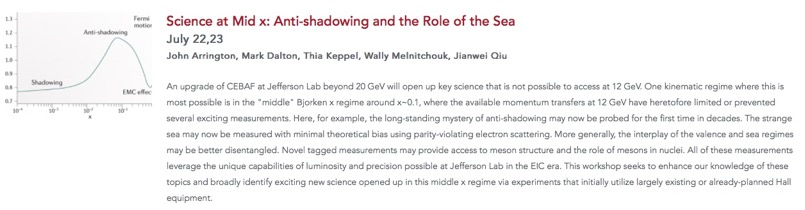 Science at Mid x: Anti-shadowing and the Role of the Sea
July 22,23
John Arrington, Mark Dalton, Thia Keppel, Wally Melnitchouk, Jianwei Qiu
1.3
1.2
1.1
1.0
0.9
0.8
0.7
Fermi
motion
Anti-shadowing
Shadowing
EMC effec
10⁻⁴
10⁻³
10⁻²
10⁻¹
x
An upgrade of CEBAF at Jefferson Lab beyond 20 GeV will open up key science that is not possible to access at 12 GeV. One kinematic regime where this is
most possible is in the "middle" Bjorken x regime around x~0.1, where the available momentum transfers at 12 GeV have heretofore limited or prevented
several exciting measurements. Here, for example, the long-standing mystery of anti-shadowing may now be probed for the first time in decades. The strange
sea may now be measured with minimal theoretical bias using parity-violating electron scattering. More generally, the interplay of the valence and sea regimes
may be better disentangled. Novel tagged measurements may provide access to meson structure and the role of mesons in nuclei. All of these measurements
leverage the unique capabilities of luminosity and precision possible at Jefferson Lab in the EIC era. This workshop seeks to enhance our knowledge of these
topics and broadly identify exciting new science opened up in this middle x regime via experiments that initially utilize largely existing or already-planned Hall
equipment.